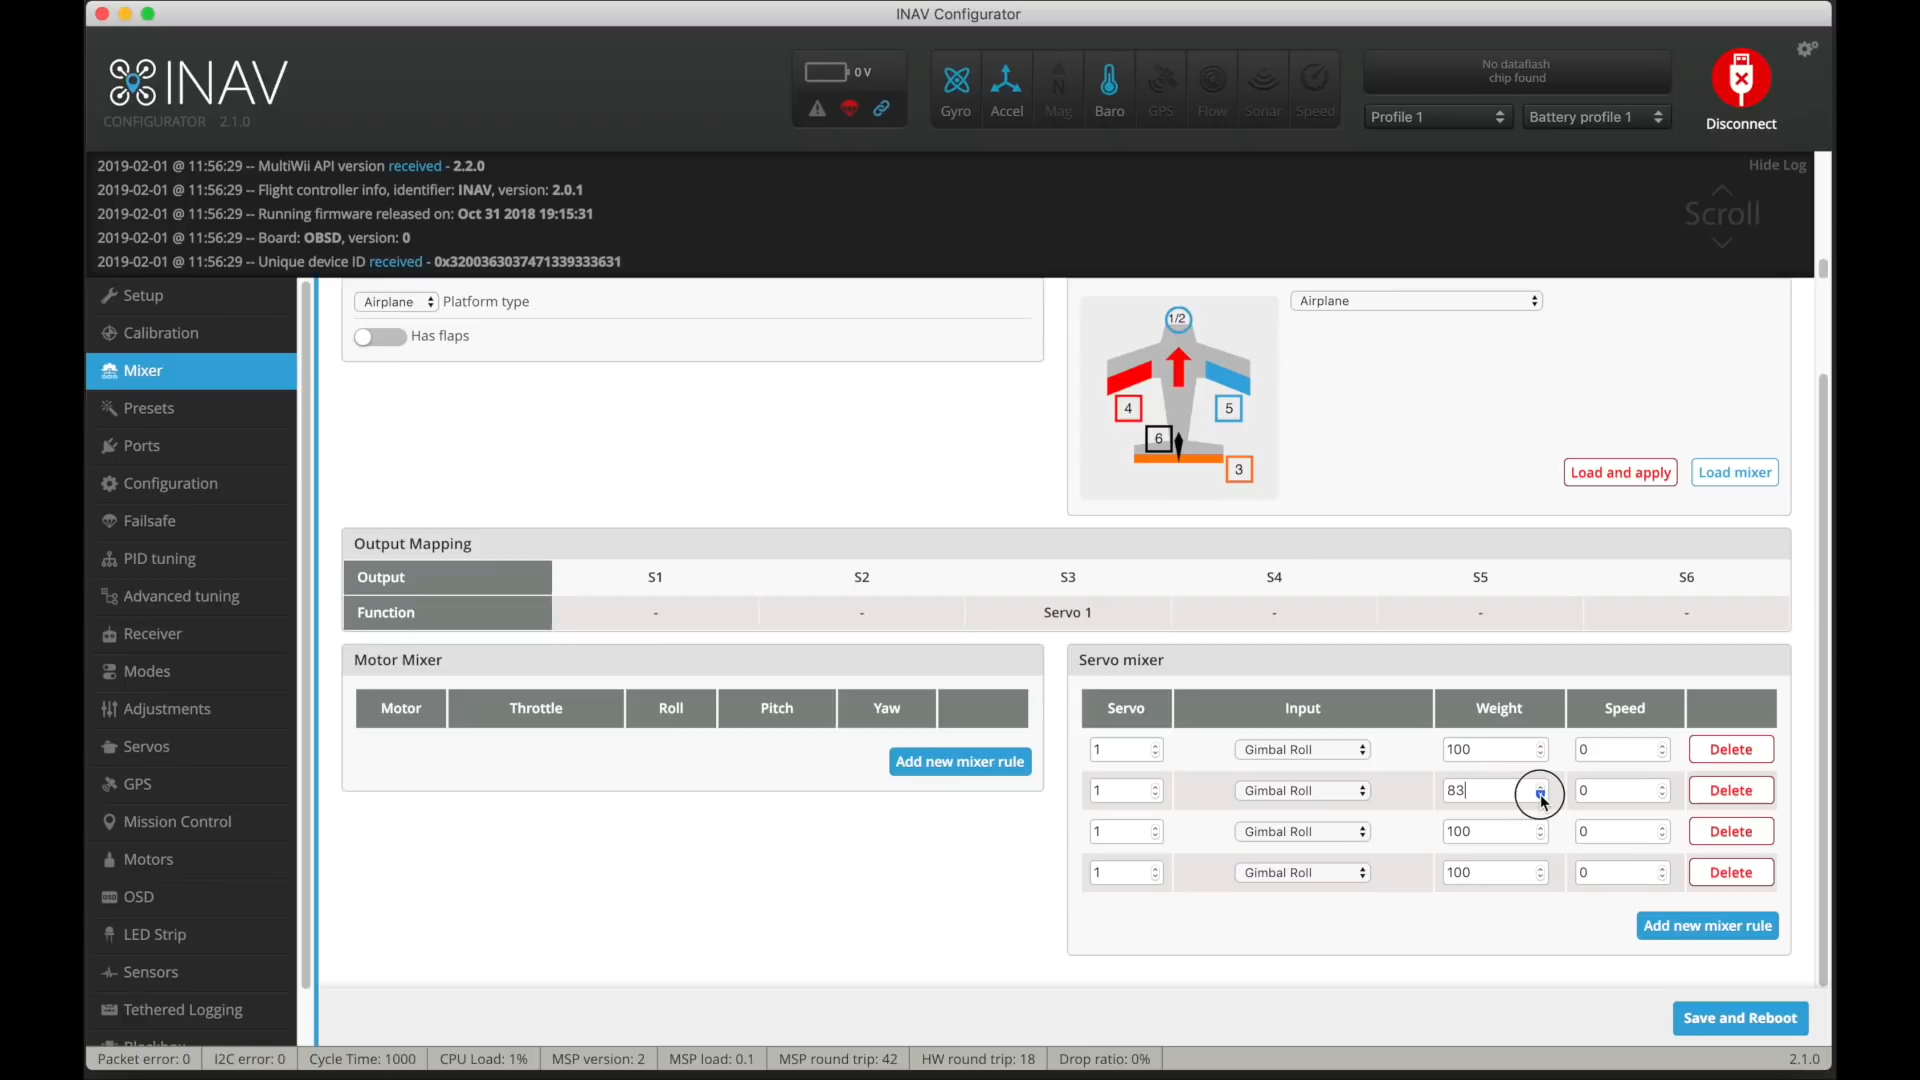 INAV Configurator
INAV
CONFIGURATOR 2.1.0
0 V
Gyro
Accel
Mag
Baro
GPS
Flow
Sonar
Speed
No dataflash
chip found
Profile 1
Battery profile 1
Disconnect
2019-02-01 @ 11:56:29 -- MultiWii API version received - 2.2.0
2019-02-01 @ 11:56:29 -- Flight controller info, identifier: INAV, version: 2.0.1
2019-02-01 @ 11:56:29 -- Running firmware released on: Oct 31 2018 19:15:31
2019-02-01 @ 11:56:29 -- Board: OBSD, version: 0
2019-02-01 @ 11:56:29 -- Unique device ID received - 0x3200363037471339333631
Hide Log
Scroll
Setup
Calibration
Mixer
Presets
Ports
Configuration
Failsafe
PID tuning
Advanced tuning
Receiver
Modes
Adjustments
Servos
GPS
Mission Control
Motors
OSD
LED Strip
Sensors
Tethered Logging
Airplane Platform type
Has flaps
1/2
4
5
6
3
Airplane
Load and apply
Load mixer
Output Mapping
Output S1 S2 S3 S4 S5 S6
Function - - Servo 1 - - -
Motor Mixer
Motor Throttle Roll Pitch Yaw
Add new mixer rule
Servo mixer
Servo Input Weight Speed
1 Gimbal Roll 100 0 Delete
1 Gimbal Roll 83 0 Delete
1 Gimbal Roll 100 0 Delete
1 Gimbal Roll 100 0 Delete
Add new mixer rule
Save and Reboot
Packet error: 0 I2C error: 0 Cycle Time: 1000 CPU Load: 1% MSP version: 2 MSP load: 0.1 MSP round trip: 42 HW round trip: 18 Drop ratio: 0% 2.1.0